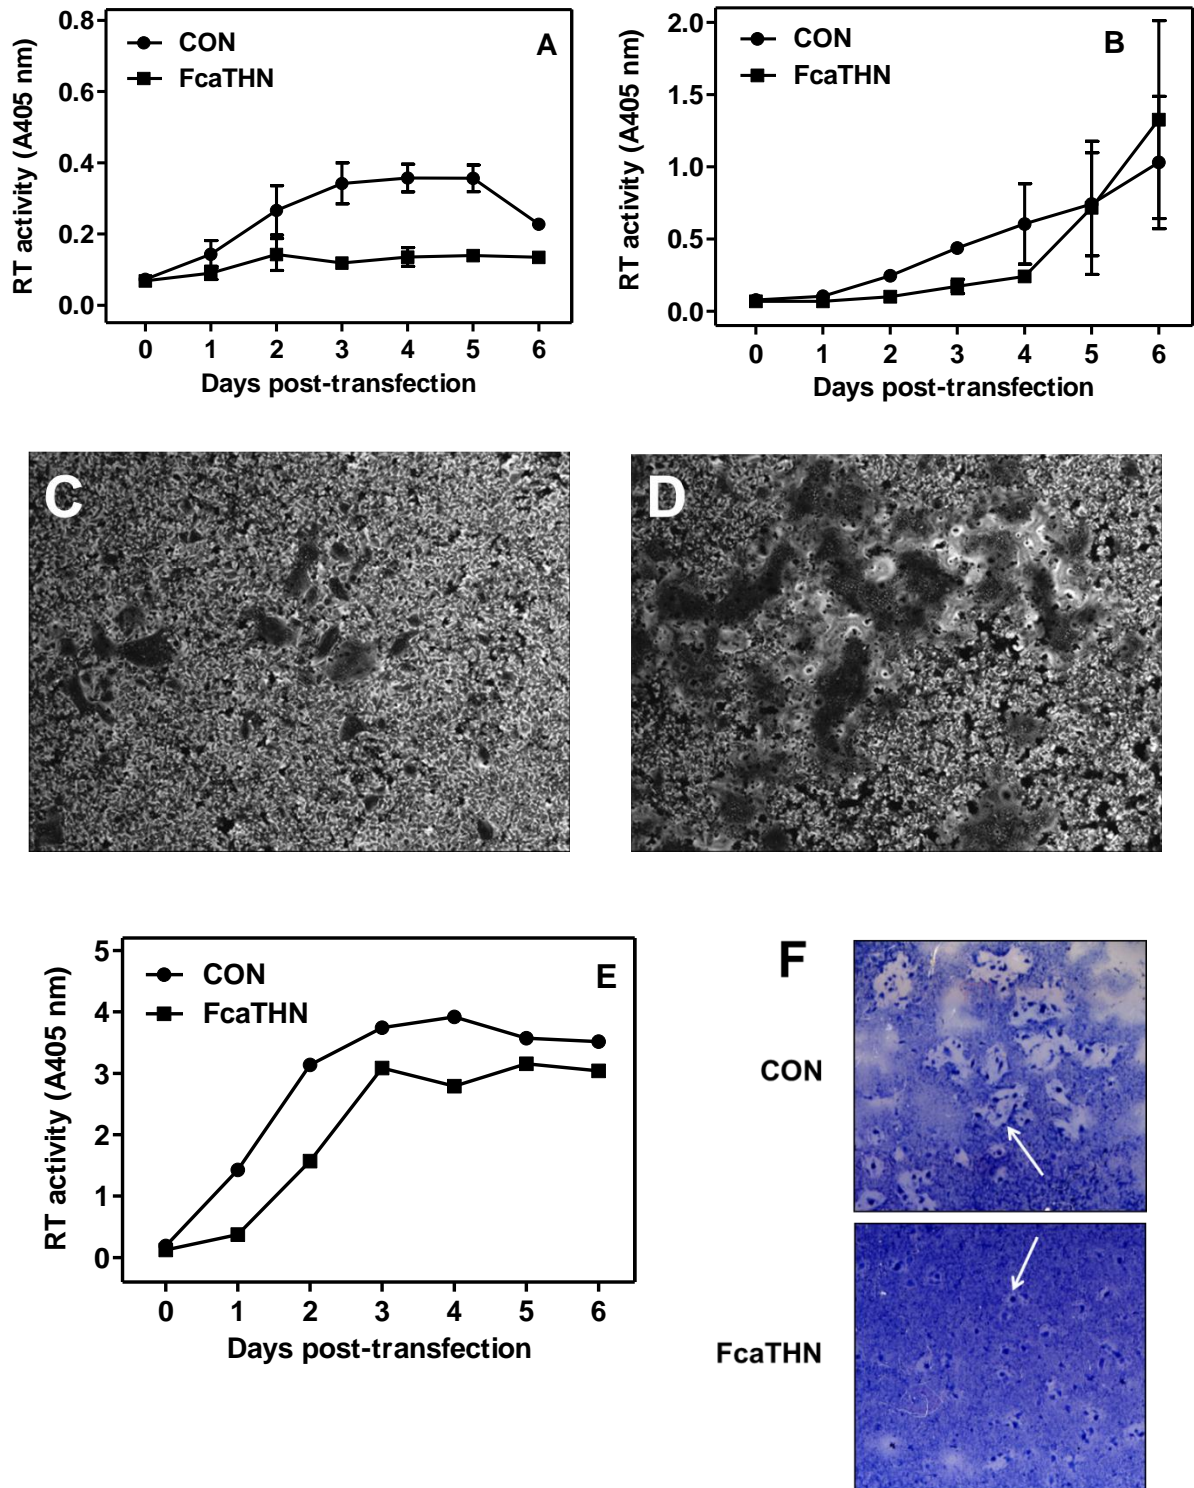 A
CON
FcaTHN
RT activity (A405 nm)
0.8
0.6
0.4
0.2
0.0
0 1 2 3 4 5 6
Days post-transfection
B
CON
FcaTHN
RT activity (A405 nm)
2.0
1.5
1.0
0.5
0.0
0 1 2 3 4 5 6
Days post-transfection
C
D
E
CON
FcaTHN
RT activity (A405 nm)
5
4
3
2
1
0
0 1 2 3 4 5 6
Days post-transfection
F
CON
FcaTHN